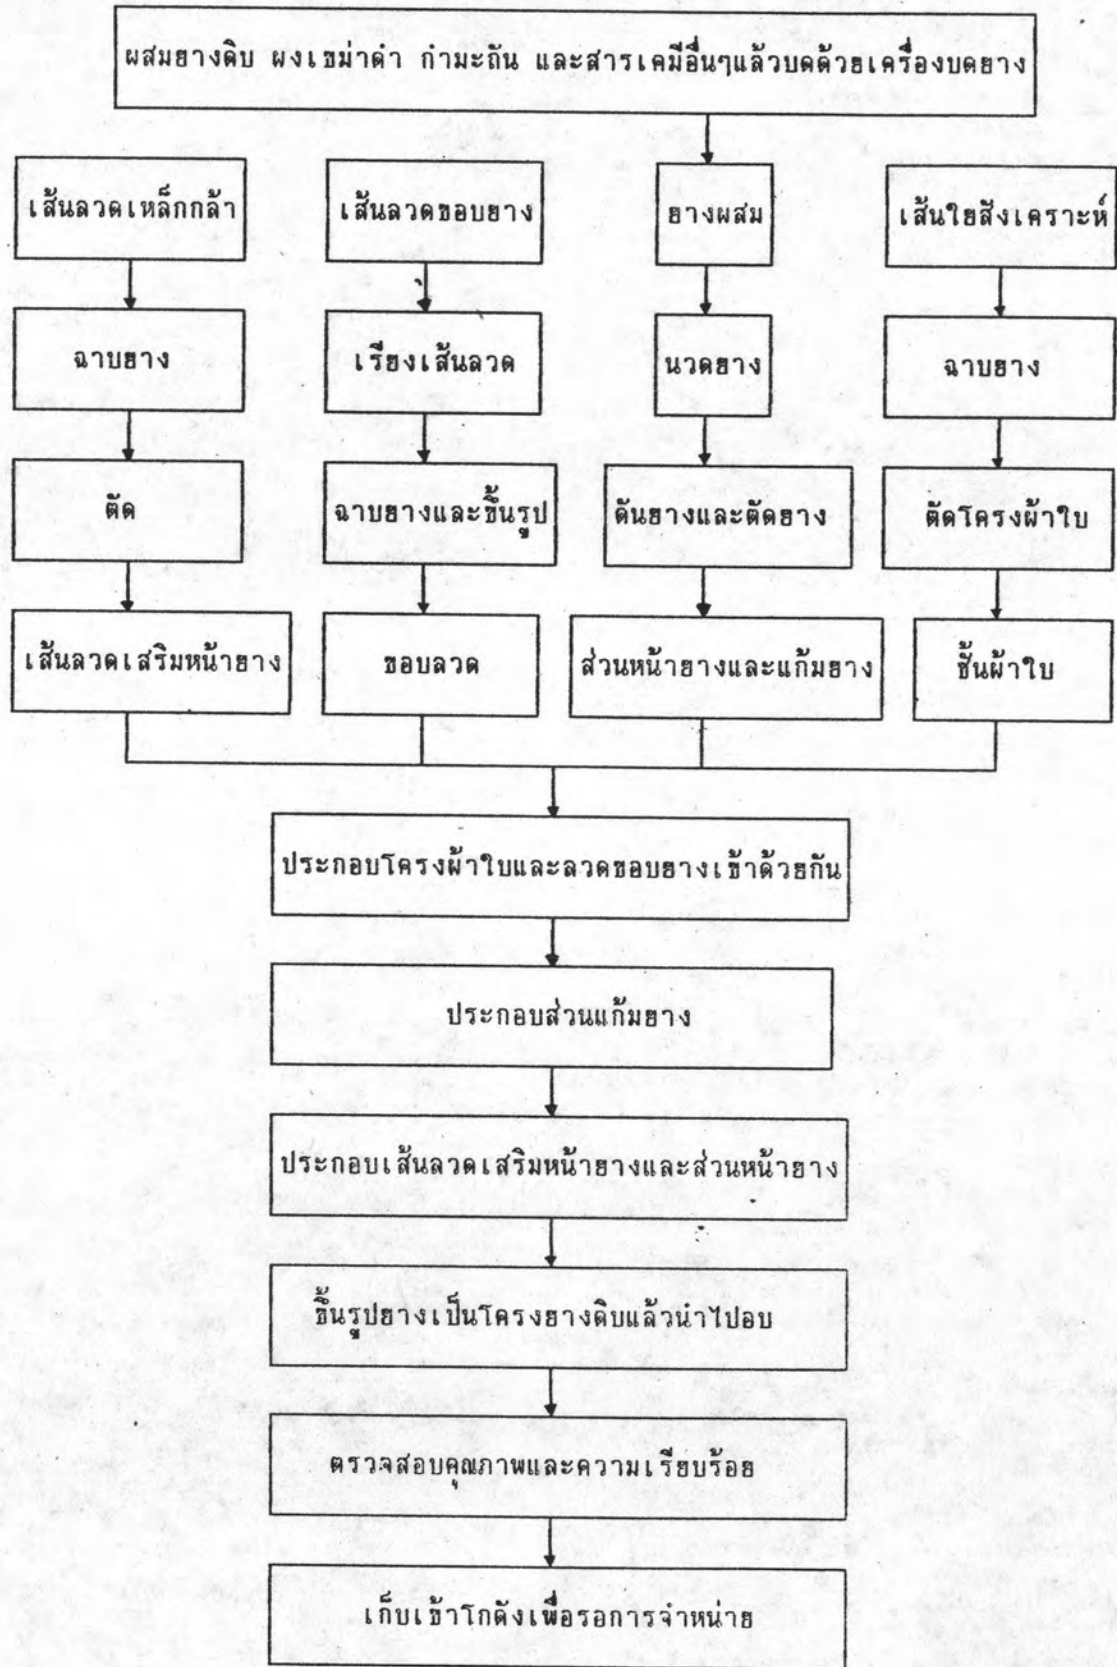 ผสมยางดิบ ผงเขม่าดำ กำมะถัน และสารเคมีอื่นๆแล้วบดด้วยเครื่องบดยาง
เส้นลวดเหล็กกล้า
เส้นลวดขอบยาง
ยางผสม
เส้นใยสังเคราะห์
ฉาบยาง
เรียงเส้นลวด
นวดยาง
ฉาบยาง
ตัด
ฉาบยางและขึ้นรูป
ดันยางและตัดยาง
ตัดโครงผ้าใบ
เส้นลวดเสริมหน้ายาง
ขอบลวด
ส่วนหน้ายางและแก้มยาง
ชั้นผ้าใบ
ประกอบโครงผ้าใบและลวดขอบยางเข้าด้วยกัน
ประกอบส่วนแก้มยาง
ประกอบเส้นลวดเสริมหน้ายางและส่วนหน้ายาง
ขึ้นรูปยางเป็นโครงยางดิบแล้วนำไปอบ
ตรวจสอบคุณภาพและความเรียบร้อย
เก็บเข้าโกดังเพื่อรอการจำหน่าย